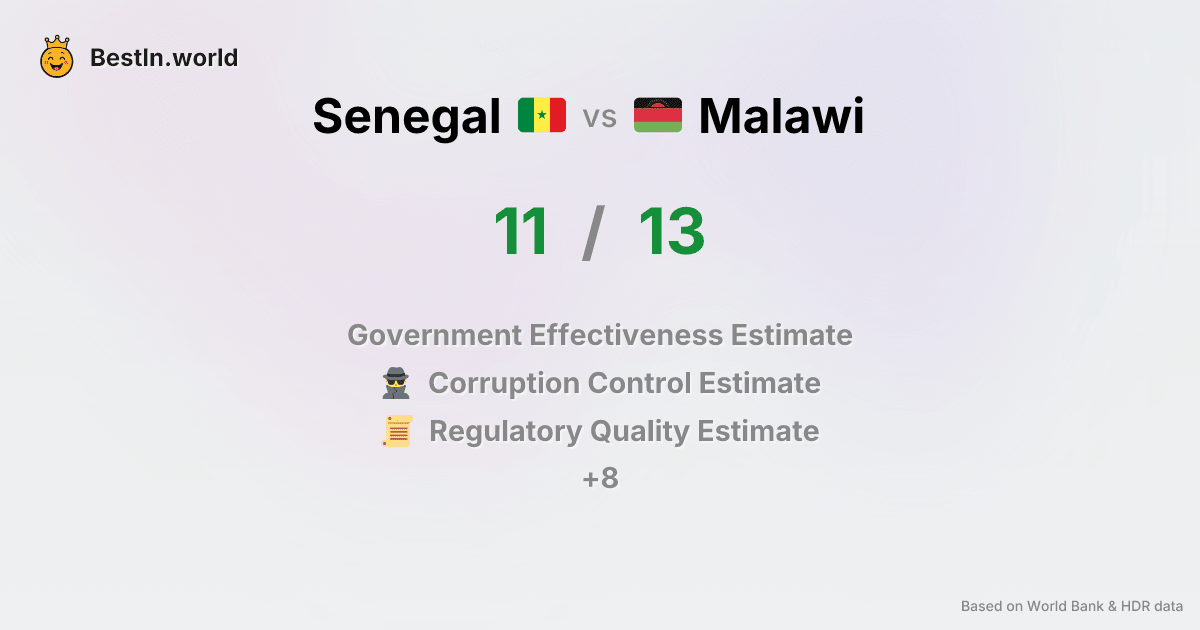 BestIn.world
Senegal vs Malawi
11 / 13
Government Effectiveness Estimate
Corruption Control Estimate
Regulatory Quality Estimate
+8
Based on World Bank & HDR data